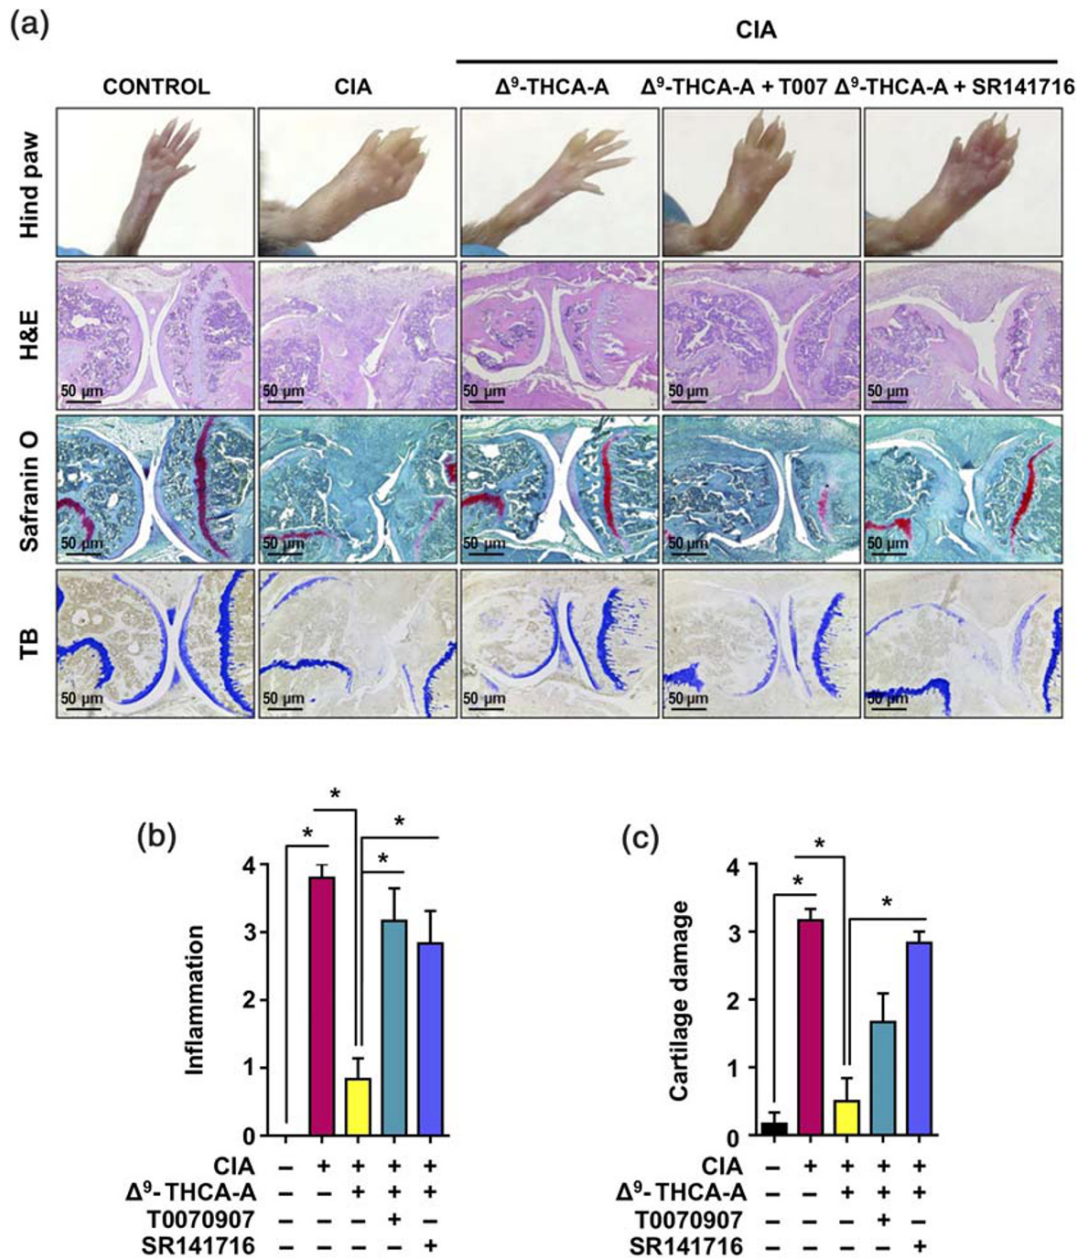 (a)
CIA
CONTROL CIA Δ⁹-THCA-A Δ⁹-THCA-A + T007 Δ⁹-THCA-A + SR141716
Hind paw
H&E
50 µm 50 µm 50 µm 50 µm 50 µm
Safranin O
50 µm 50 µm 50 µm 50 µm 50 µm
TB
50 µm 50 µm 50 µm 50 µm 50 µm
(b)
* * * *
Inflammation
4
3
2
1
0
CIA – + + + +
Δ⁹- THCA-A – – + + +
T0070907 – – – + –
SR141716 – – – – +
(c)
* * *
Cartilage damage
4
3
2
1
0
CIA – + + + +
Δ⁹- THCA-A – – + + +
T0070907 – – – + –
SR141716 – – – – +